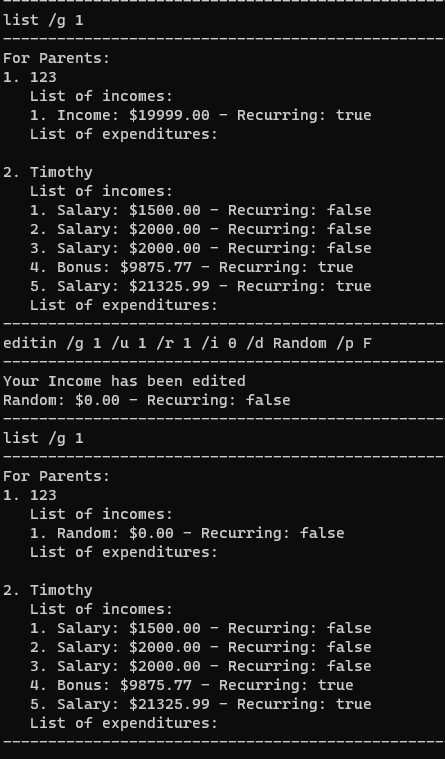 list /g 1
For Parents:
1. 123
List of incomes:
1. Income: $19999.00 – Recurring: true
List of expenditures:
2. Timothy
List of incomes:
1. Salary: $1500.00 – Recurring: false
2. Salary: $2000.00 – Recurring: false
3. Salary: $2000.00 – Recurring: false
4. Bonus: $9875.77 – Recurring: true
5. Salary: $21325.99 – Recurring: true
List of expenditures:
editin /g 1 /u 1 /r 1 /i 0 /d Random /p F
Your Income has been edited
Random: $0.00 – Recurring: false
list /g 1
For Parents:
1. 123
List of incomes:
1. Random: $0.00 – Recurring: false
List of expenditures:
2. Timothy
List of incomes:
1. Salary: $1500.00 – Recurring: false
2. Salary: $2000.00 – Recurring: false
3. Salary: $2000.00 – Recurring: false
4. Bonus: $9875.77 – Recurring: true
5. Salary: $21325.99 – Recurring: true
List of expenditures: